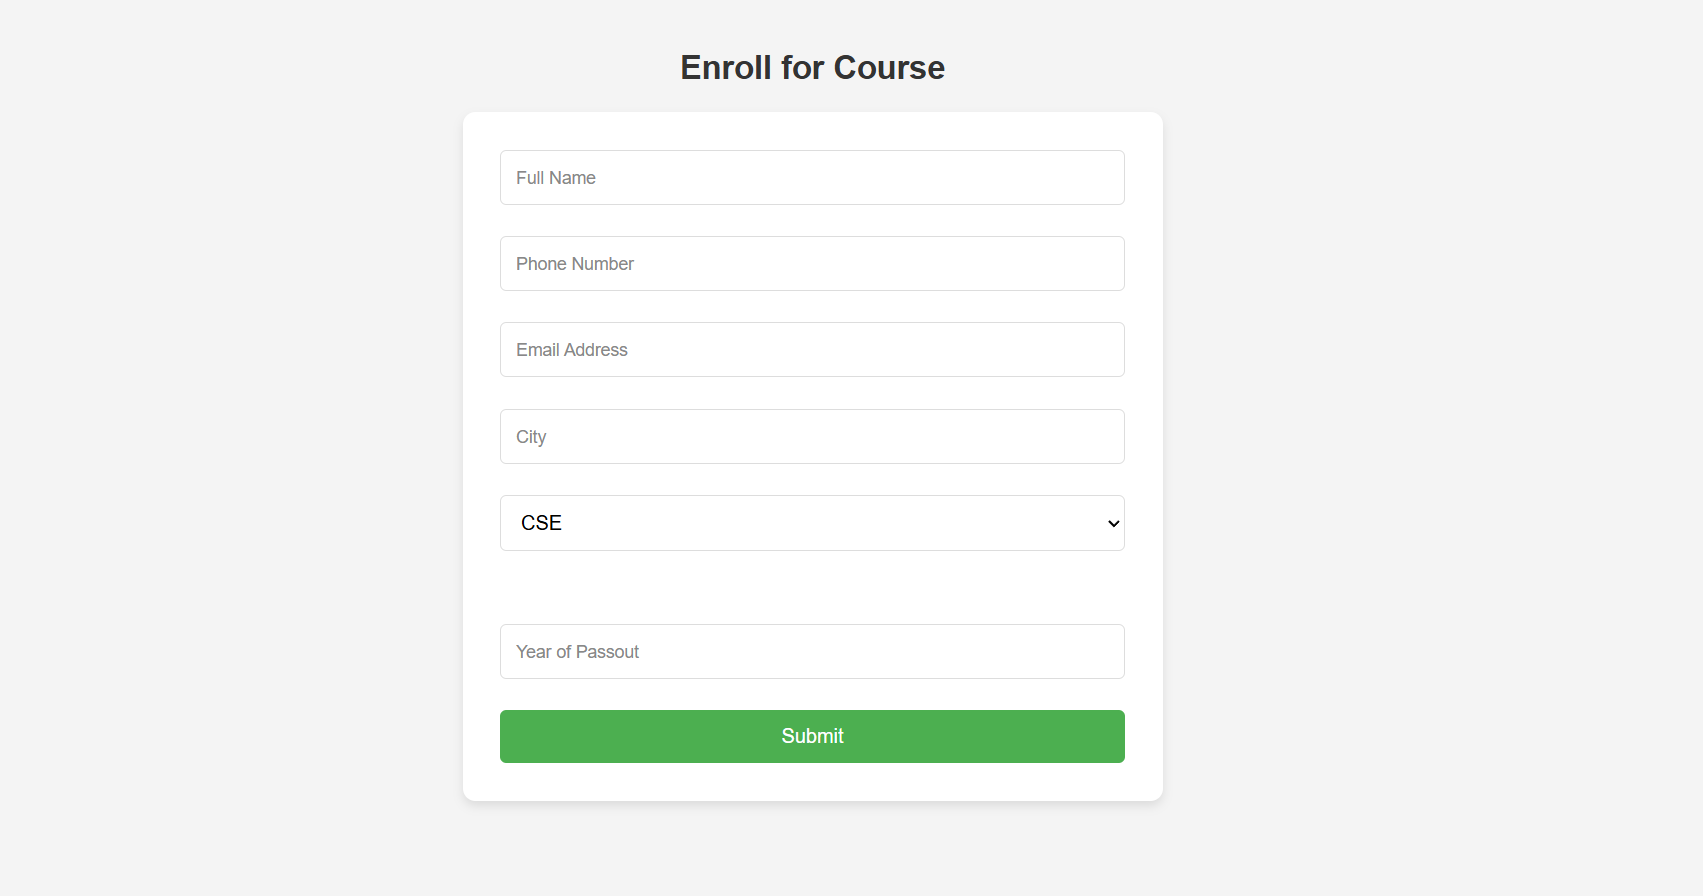 Enroll for Course
Full Name
Phone Number
Email Address
City
CSE
Year of Passout
Submit